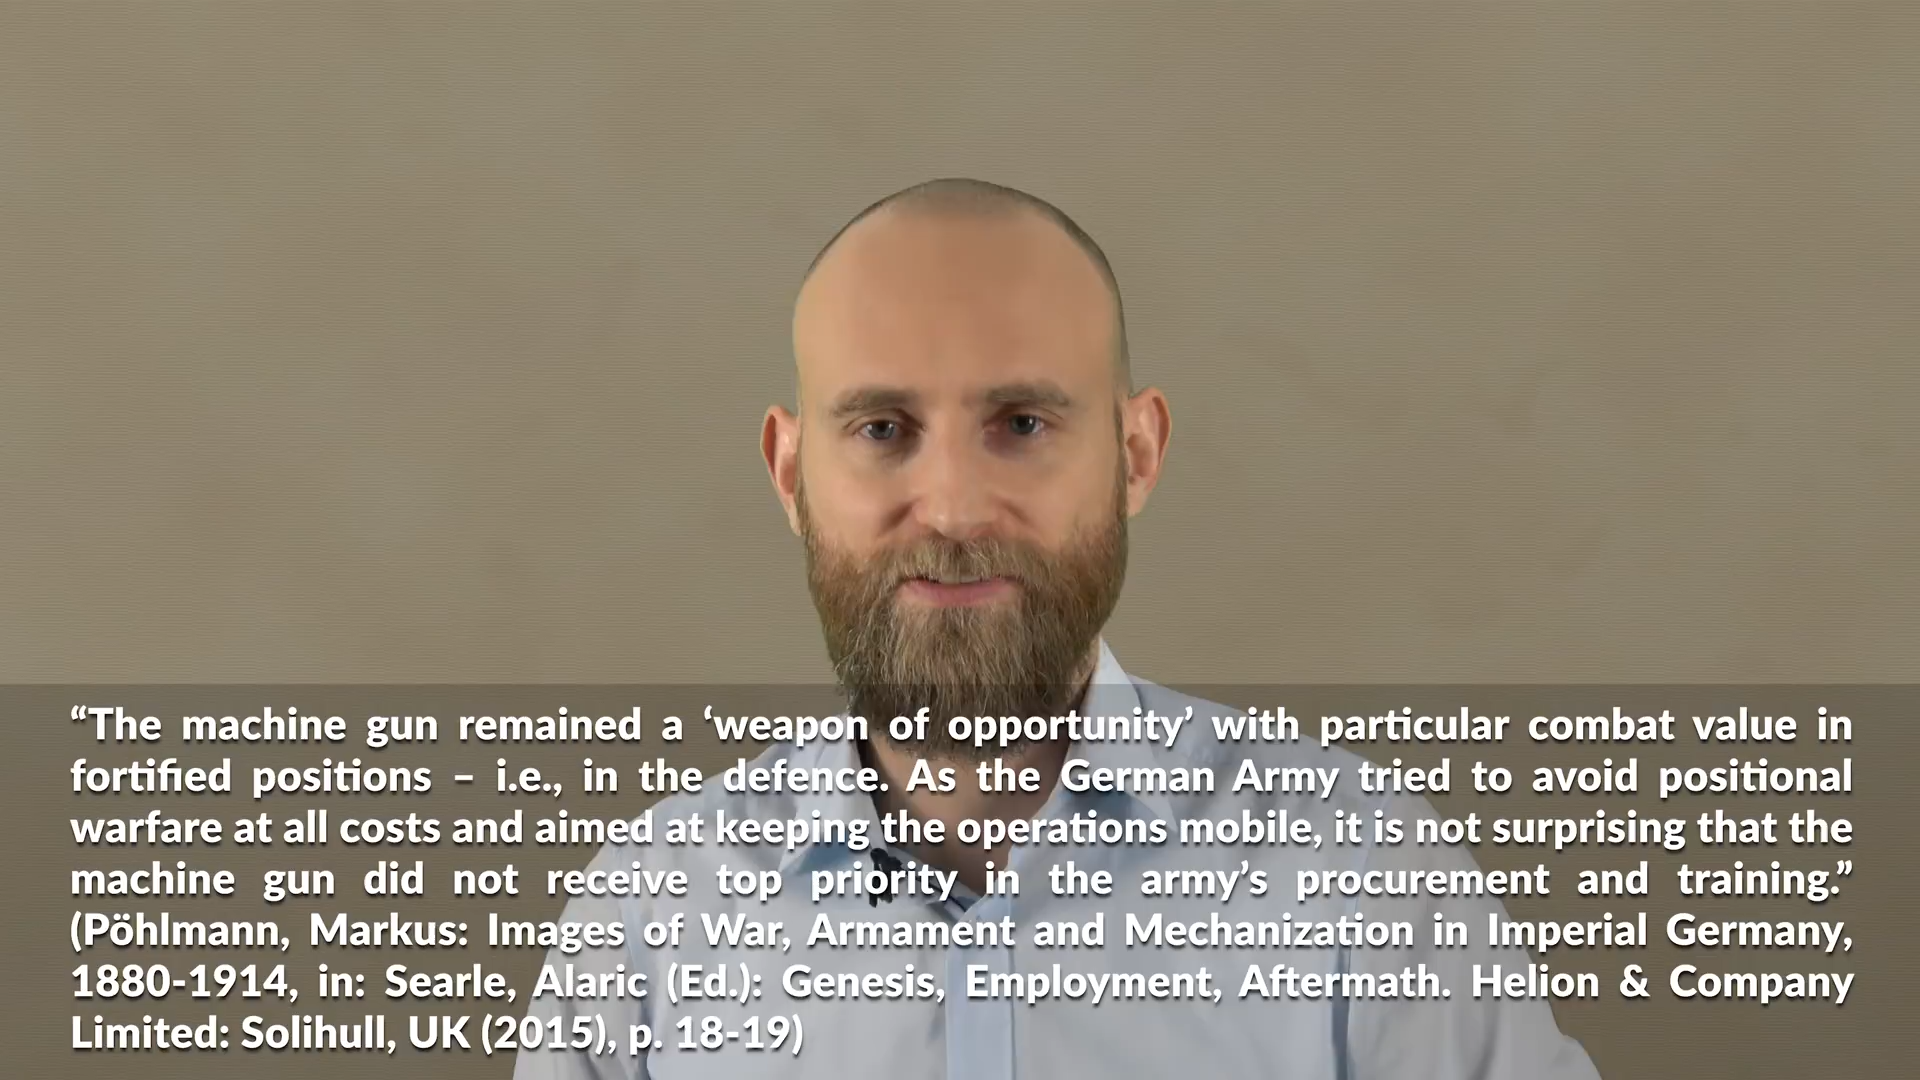 “The machine gun remained a ‘weapon of opportunity’ with particular combat value in
fortified positions – i.e., in the defence. As the German Army tried to avoid positional
warfare at all costs and aimed at keeping the operations mobile, it is not surprising that the
machine gun did not receive top priority in the army’s procurement and training.”
(Pöhlmann, Markus: Images of War, Armament and Mechanization in Imperial Germany,
1880-1914, in: Searle, Alaric (Ed.): Genesis, Employment, Aftermath. Helion & Company
Limited: Solihull, UK (2015), p. 18-19)